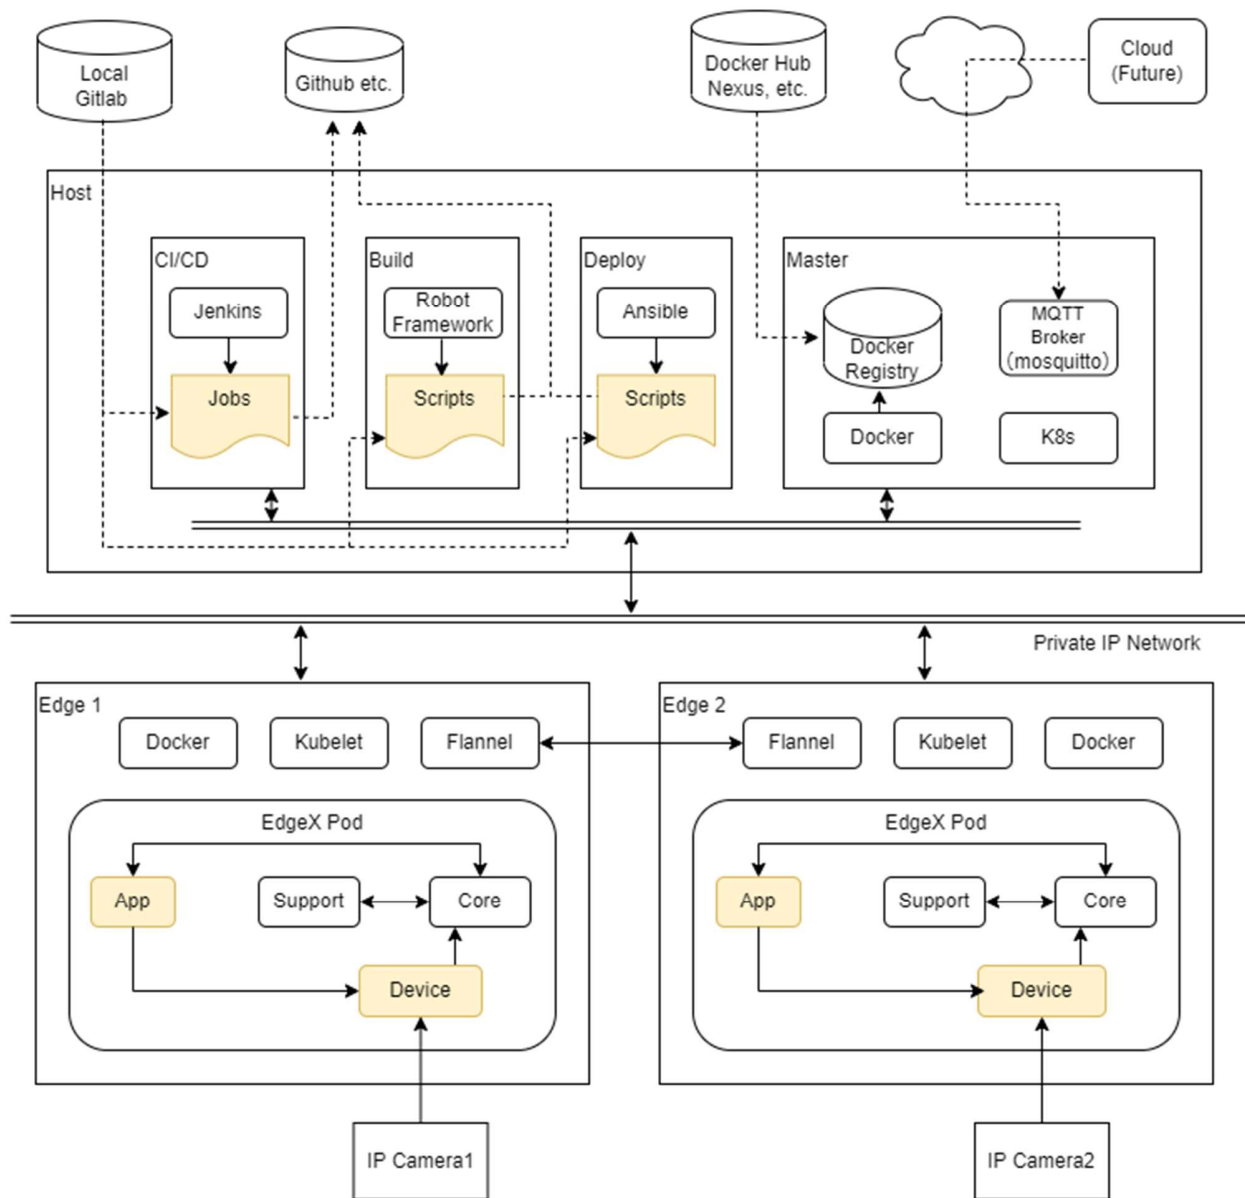 Local
Gitlab
Github etc.
Docker Hub
Nexus, etc.
Cloud
(Future)
Host
CI/CD
Build
Deploy
Master
Jenkins
Robot
Framework
Ansible
MQTT
Broker
(mosquitto)
Docker
Registry
Jobs
Scripts
Scripts
Docker
K8s
Private IP Network
Edge 1
Docker
Kubelet
Flannel
Edge 2
Flannel
Kubelet
Docker
EdgeX Pod
App
Support
Core
Device
EdgeX Pod
App
Support
Core
Device
IP Camera1
IP Camera2